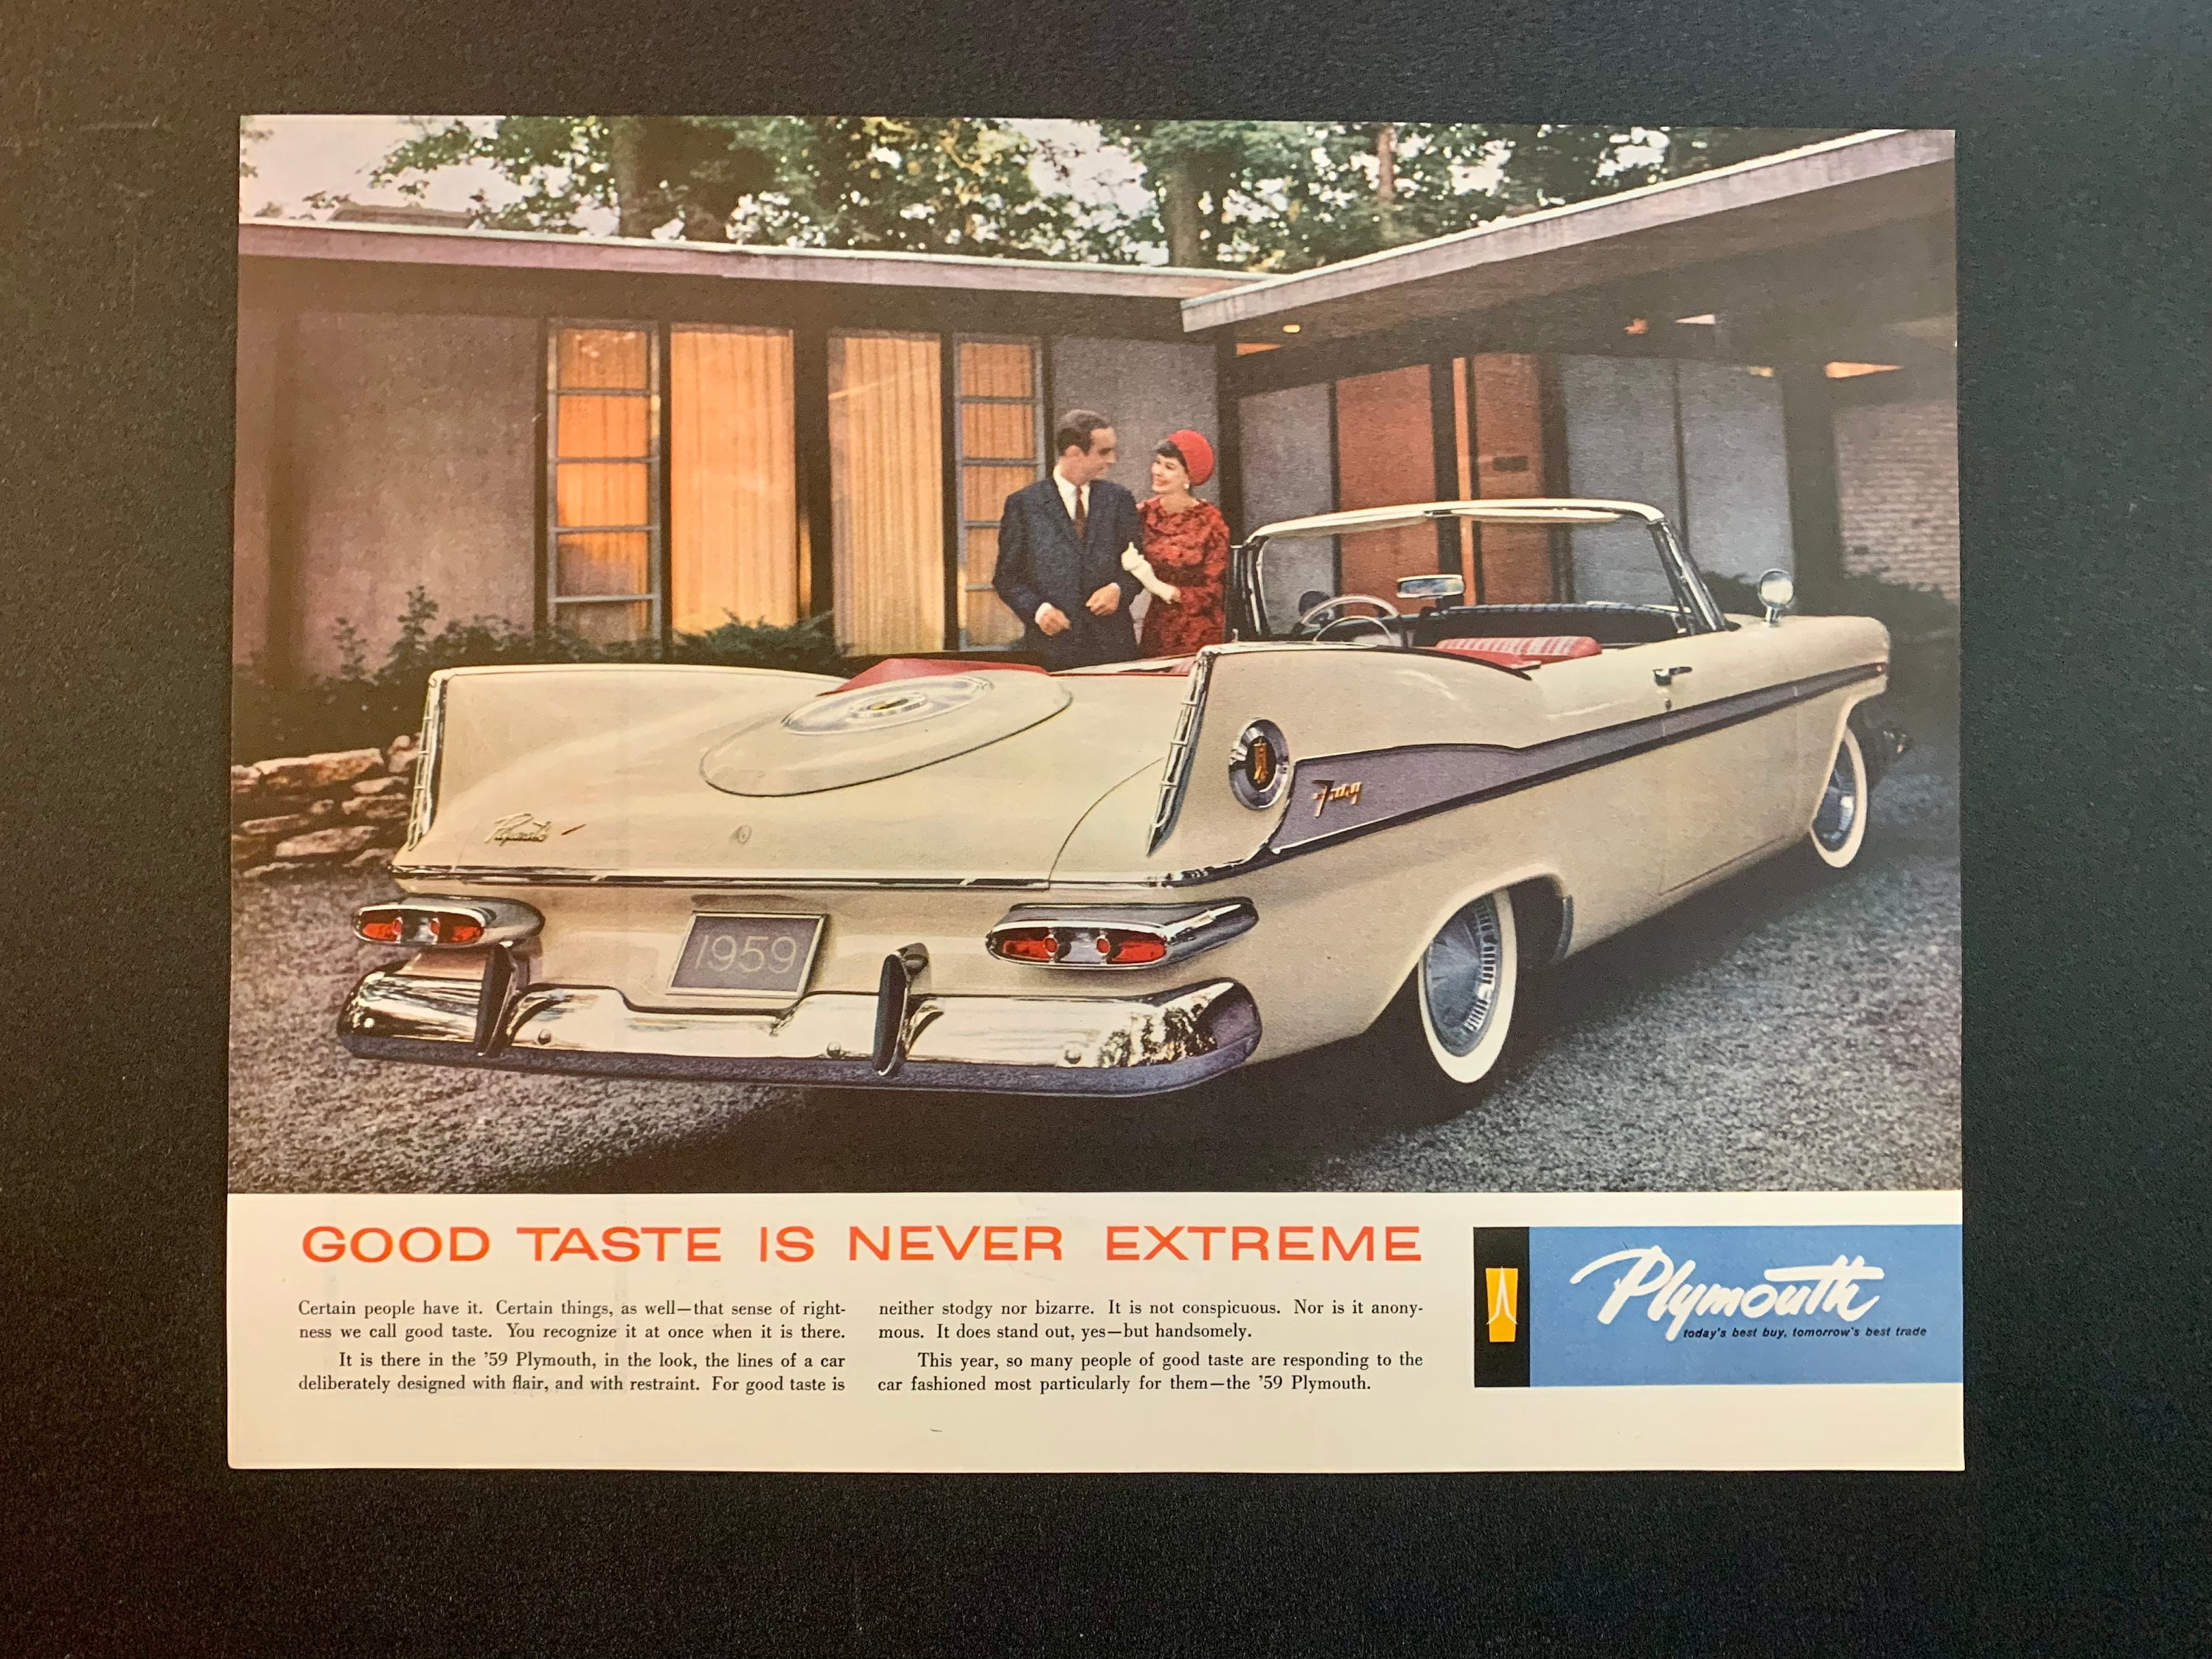 Plymouth
Fury
1959
GOOD TASTE IS NEVER EXTREME
Certain people have it. Certain things, as well—that sense of right-
ness we call good taste. You recognize it at once when it is there.
It is there in the '59 Plymouth, in the look, the lines of a car
deliberately designed with flair, and with restraint. For good taste is
neither stodgy nor bizarre. It is not conspicuous. Nor is it anony-
mous. It does stand out, yes—but handsomely.
This year, so many people of good taste are responding to the
car fashioned most particularly for them—the '59 Plymouth.
Plymouth
today's best buy, tomorrow's best trade